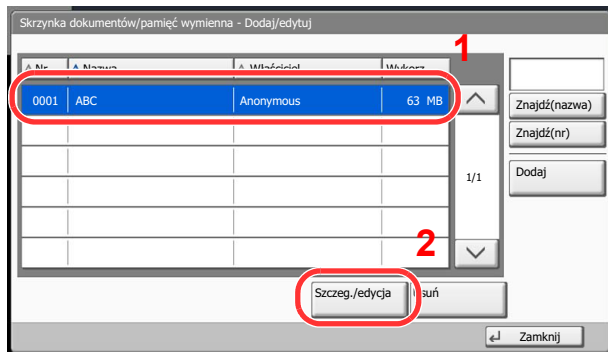 Skrzynka dokumentów/pamięć wymienna - Dodaj/edytuj
1
Nr Nazwa Właściciel Wykorz.
0001 ABC Anonymous 63 MB
Znajdź(nazwa)
Znajdź(nr)
1/1
Dodaj
2
Szczeg./edycja Usuń
Zamknij